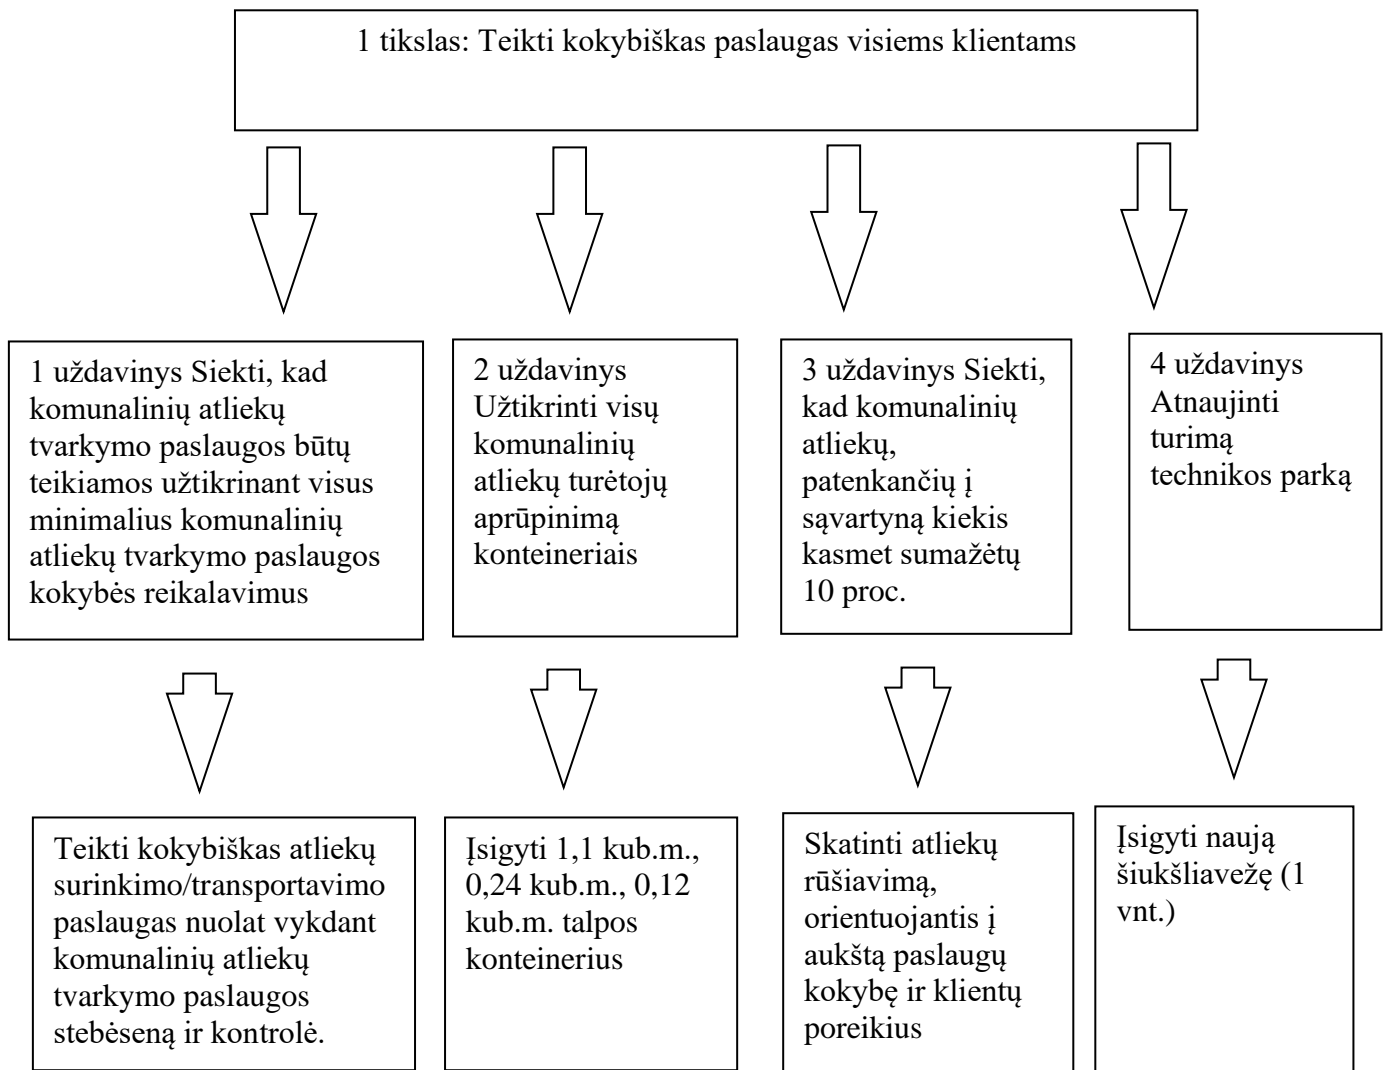 1 tikslas: Teikti kokybiškas paslaugas visiems klientams
1 uždavinys Siekti, kad
komunalinių atliekų
tvarkymo paslaugos būtų
teikiamos užtikrinant visus
minimalius komunalinių
atliekų tvarkymo paslaugos
kokybės reikalavimus
2 uždavinys
Užtikrinti visų
komunalinių
atliekų turėtojų
aprūpinimą
konteineriais
3 uždavinys Siekti,
kad komunalinių
atliekų,
patenkančių į
sąvartyną kiekis
kasmet sumažėtų
10 proc.
4 uždavinys
Atnaujinti
turimą
technikos parką
Teikti kokybiškas atliekų
surinkimo/transportavimo
paslaugas nuolat vykdant
komunalinių atliekų
tvarkymo paslaugos
stebėseną ir kontrolė.
Įsigyti 1,1 kub.m.,
0,24 kub.m., 0,12
kub.m. talpos
konteinerius
Skatinti atliekų
rūšiavimą,
orientuojantis į
aukštą paslaugų
kokybę ir klientų
poreikius
Įsigyti naują
šiukšliavežę (1
vnt.)